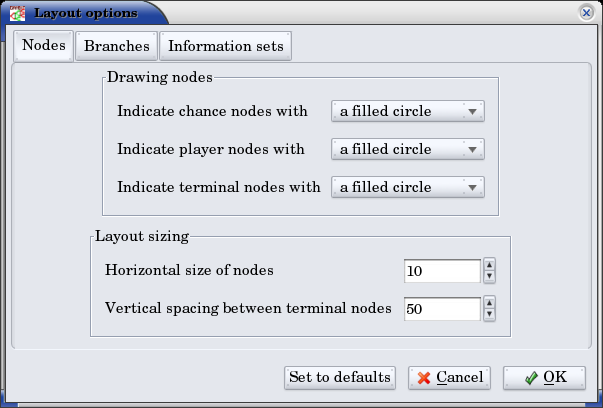 Layout options
Nodes Branches Information sets
Drawing nodes
Indicate chance nodes with a filled circle
Indicate player nodes with a filled circle
Indicate terminal nodes with a filled circle
Layout sizing
Horizontal size of nodes 10
Vertical spacing between terminal nodes 50
Set to defaults Cancel OK